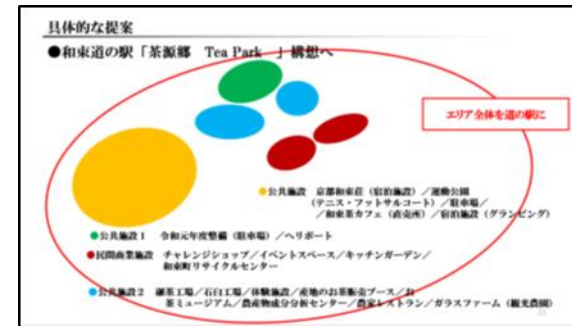 具体的な提案
●和東道の駅「茶源郷　Tea Park　」構想へ
エリア全体を道の駅に
●公共施設　京都和束荘（宿泊施設）／運動公園
（テニス・フットサルコート）／駐車場／
／和束茶カフェ（直売所）／宿泊施設（グランピング）
●公共施設１　令和元年度整備（駐車場）／ヘリポート
●民間商業施設　チャレンジショップ／イベントスペース／キッチンガーデン／
和束町リサイクルセンター
●公共施設２　碾茶工場／石臼工場／体験施設／産地のお茶販売ブース／お
茶ミュージアム／農産物成分分析センター／農家レストラン／ガラスファーム（観光農園）